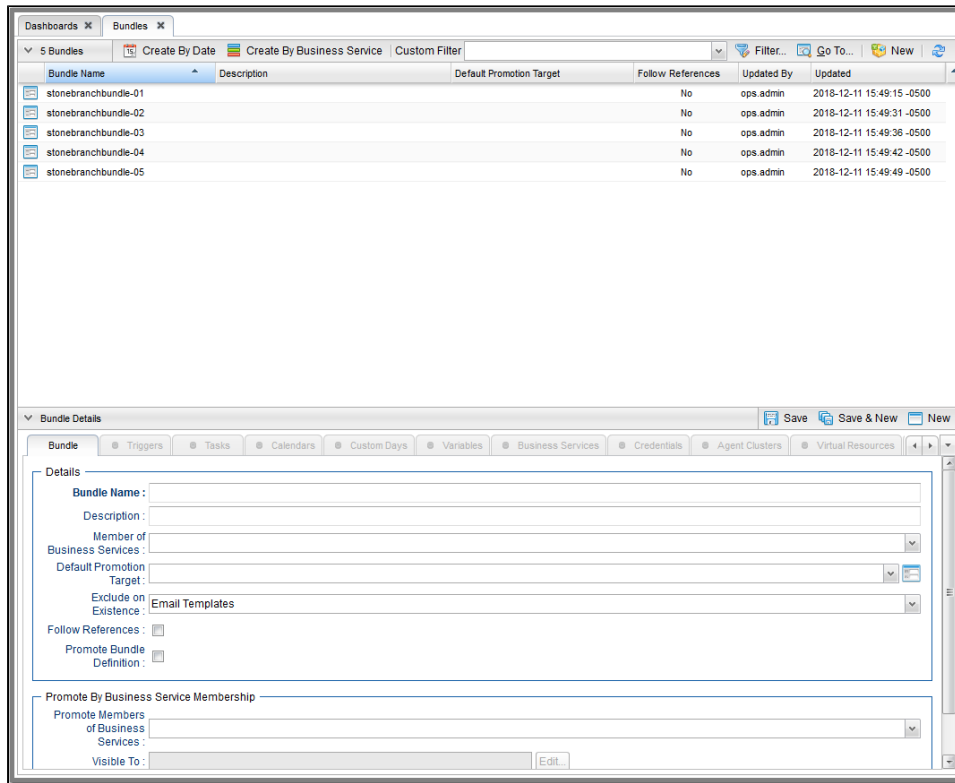 Dashboards Bundles
5 Bundles 15 Create By Date Create By Business Service Custom Filter Filter... Go To... New
Bundle Name Description Default Promotion Target Follow References Updated By Updated
stonebranchbundle-01 No ops.admin 2018-12-11 15:49:15 -0500
stonebranchbundle-02 No ops.admin 2018-12-11 15:49:31 -0500
stonebranchbundle-03 No ops.admin 2018-12-11 15:49:36 -0500
stonebranchbundle-04 No ops.admin 2018-12-11 15:49:42 -0500
stonebranchbundle-05 No ops.admin 2018-12-11 15:49:49 -0500
Bundle Details Save Save & New New
Bundle Triggers Tasks Calendars Custom Days Variables Business Services Credentials Agent Clusters Virtual Resources
Details
Bundle Name :
Description :
Member of
Business Services :
Default Promotion
Target :
Exclude on
Existence : Email Templates
Follow References :
Promote Bundle
Definition :
Promote By Business Service Membership
Promote Members
of Business
Services :
Visible To : Edit...